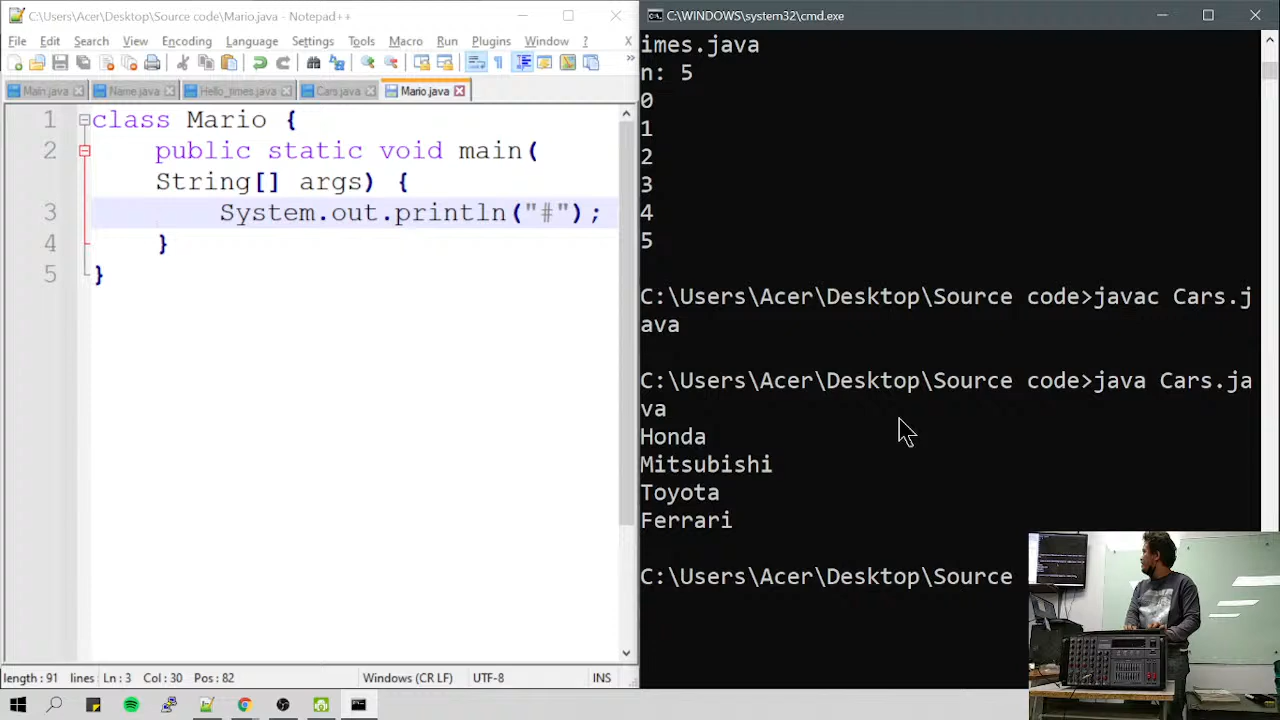 C:\Users\Acer\Desktop\Source code\Mario.java - Notepad++
File Edit Search View Encoding Language Settings Tools Macro Run Plugins Window ? X
Main.java Name.java Hello_times.java Cars.java Mario.java
1 class Mario {
2 public static void main(
String[] args) {
3 System.out.println("#");
4 }
5 }
length : 91 lines Ln : 3 Col : 30 Pos : 82 Windows (CR LF) UTF-8 INS
C:\WINDOWS\system32\cmd.exe
imes.java
n: 5
0
1
2
3
4
5
C:\Users\Acer\Desktop\Source code>javac Cars.j
ava
C:\Users\Acer\Desktop\Source code>java Cars.ja
va
Honda
Mitsubishi
Toyota
Ferrari
C:\Users\Acer\Desktop\Source